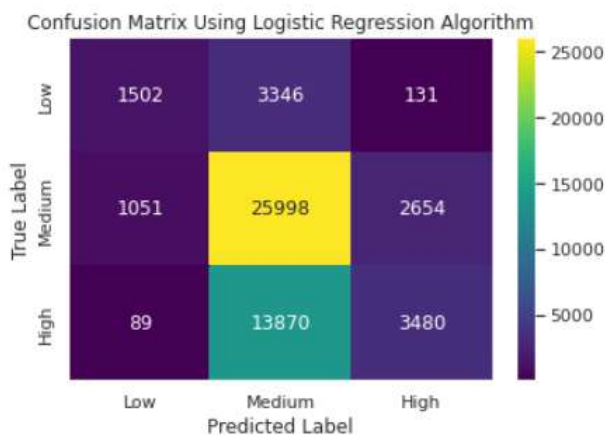 Confusion Matrix Using Logistic Regression Algorithm
True Label
Low
1502 3346 131
Medium
1051 25998 2654
High
89 13870 3480
Low Medium High
Predicted Label
25000
20000
15000
10000
5000